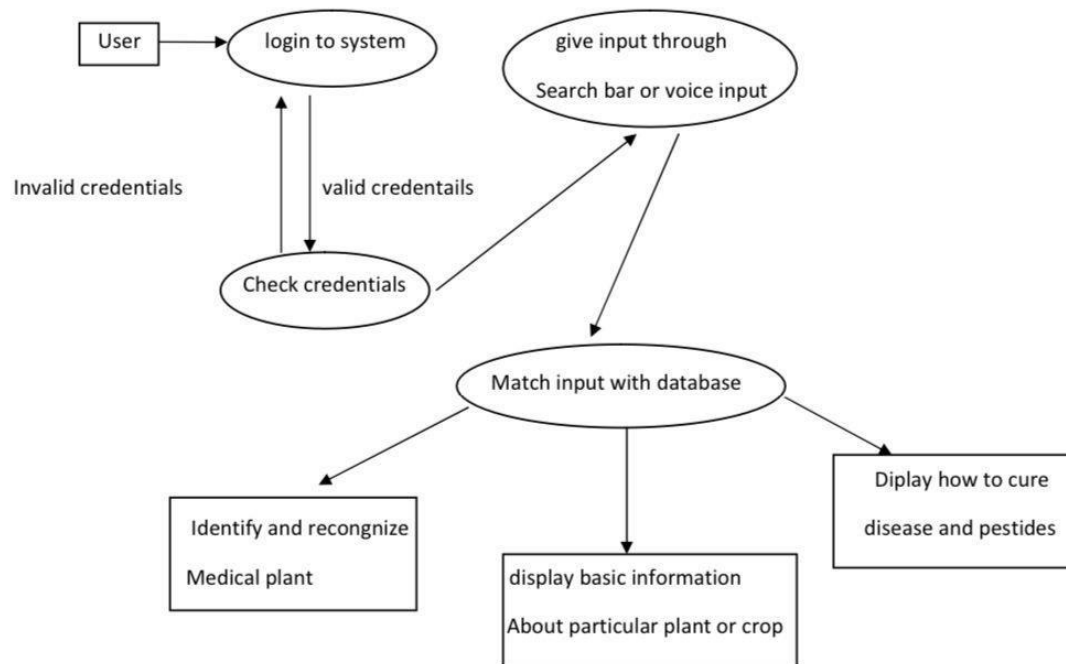 User
login to system
give input through
Search bar or voice input
Invalid credentials
valid credentails
Check credentials
Match input with database
Identify and recongnize
Medical plant
display basic information
About particular plant or crop
Diplay how to cure
disease and pestides